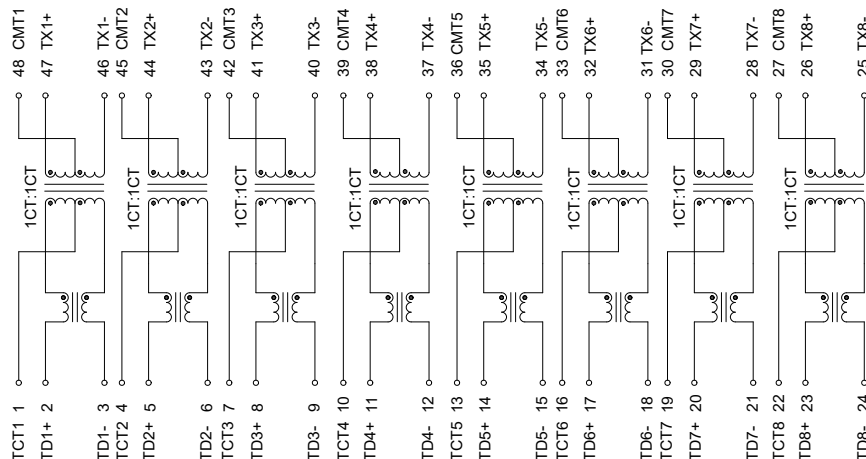 48 CMT1
47 TX1+
46 TX1-
45 CMT2
44 TX2+
43 TX2-
42 CMT3
41 TX3+
40 TX3-
39 CMT4
38 TX4+
37 TX4-
36 CMT5
35 TX5+
34 TX5-
33 CMT6
32 TX6+
31 TX6-
30 CMT7
29 TX7+
28 TX7-
27 CMT8
26 TX8+
25 TX8-
1CT:1CT
1CT:1CT
1CT:1CT
1CT:1CT
1CT:1CT
1CT:1CT
1CT:1CT
1CT:1CT
TCT1 1
TD1+ 2
TD1- 3
TCT2 4
TD2+ 5
TD2- 6
TCT3 7
TD3+ 8
TD3- 9
TCT4 10
TD4+ 11
TD4- 12
TCT5 13
TD5+ 14
TD5- 15
TCT6 16
TD6+ 17
TD6- 18
TCT7 19
TD7+ 20
TD7- 21
TCT8 22
TD8+ 23
TD8- 24